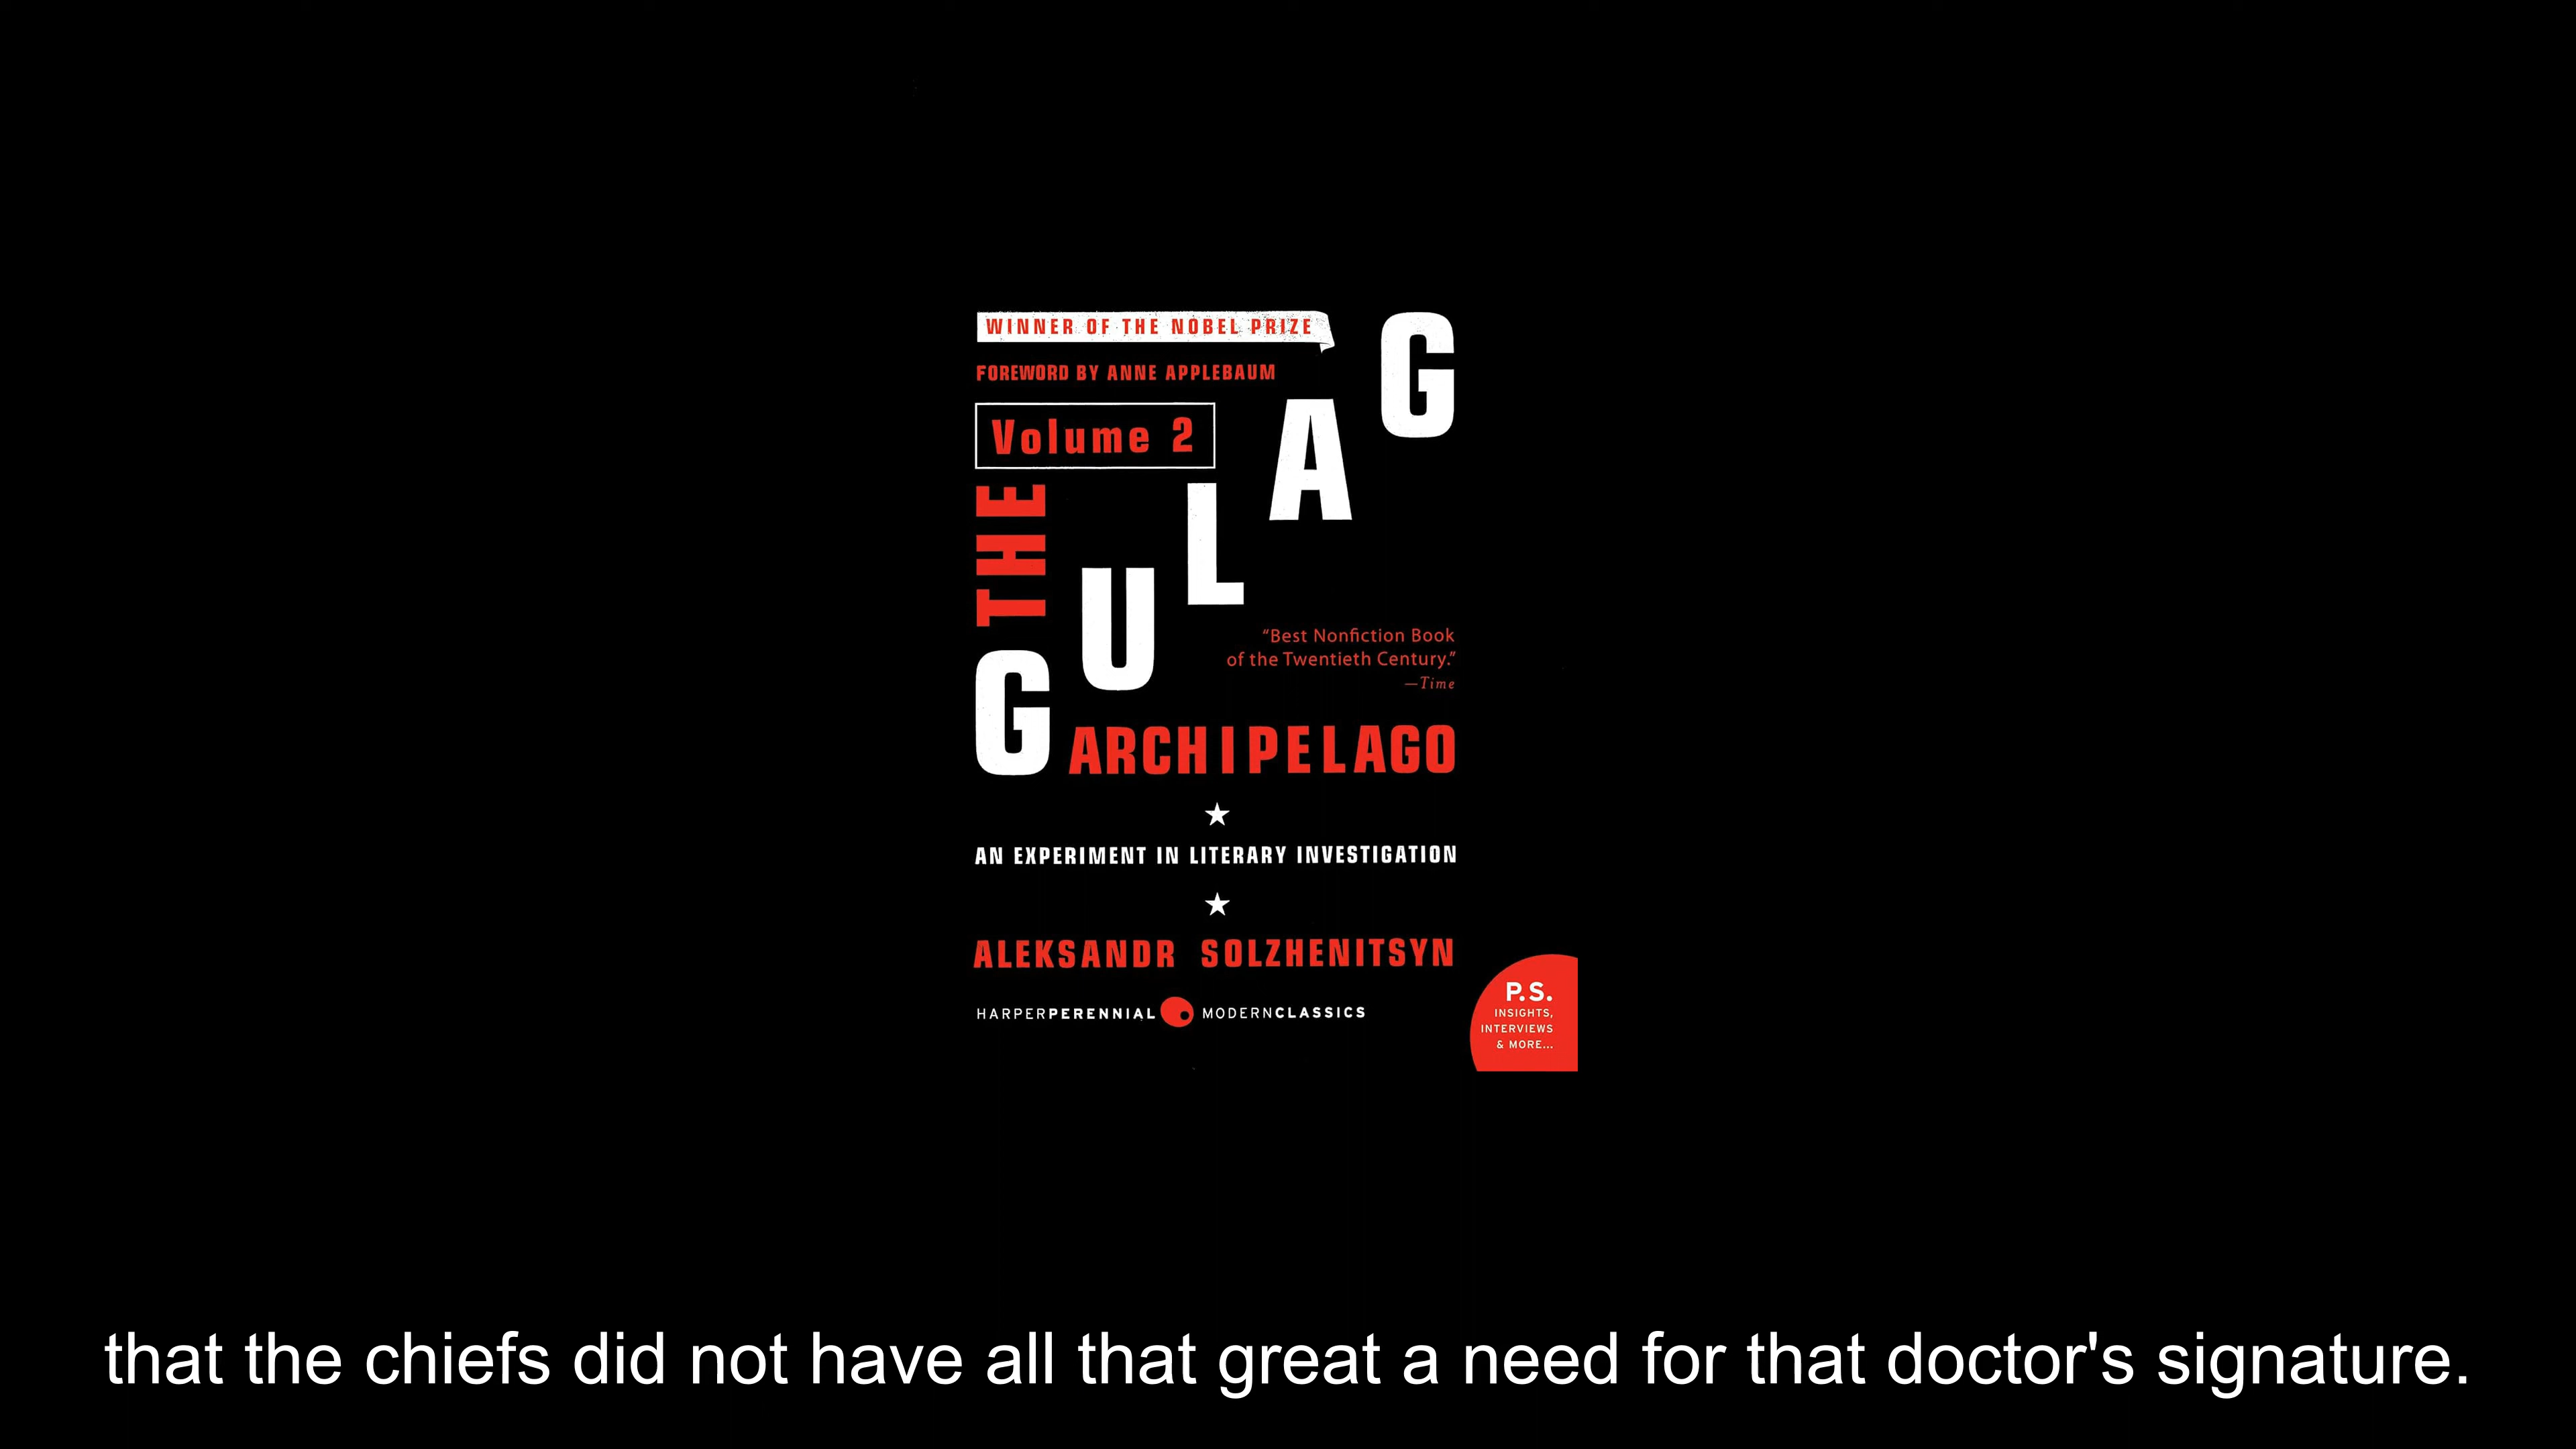 WINNER OF THE NOBEL PRIZE
FOREWORD BY ANNE APPLEBAUM
Volume 2
THE
GULAG
ARCHIPELAGO
“Best Nonfiction Book
of the Twentieth Century.”
—Time
AN EXPERIMENT IN LITERARY INVESTIGATION
ALEKSANDR SOLZHENITSYN
HARPERPERENNIAL MODERNCLASSICS
P.S.
INSIGHTS,
INTERVIEWS
& MORE...
that the chiefs did not have all that great a need for that doctor's signature.